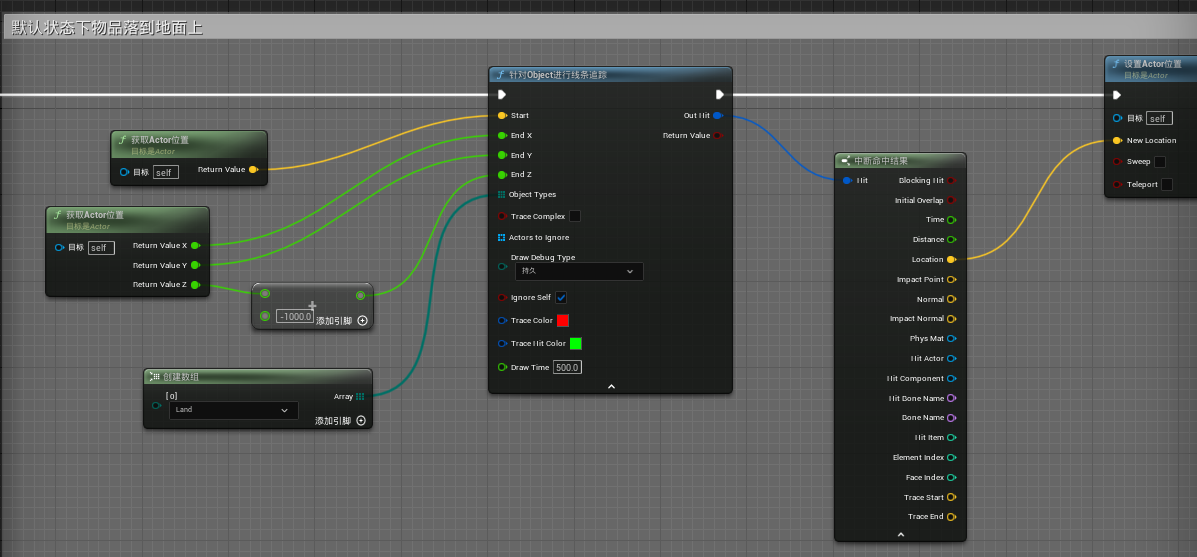 默认状态下物品落到地面上
获取Actor位置
目标是Actor
目标 self
Return Value
获取Actor位置
目标是Actor
目标 self
Return Value X
Return Value Y
Return Value Z
-1000.0
添加引脚
创建数组
[0]
Array
Land
添加引脚
针对Object进行线条追踪
Start
Out Hit
End X
Return Value
End Y
End Z
Object Types
Trace Complex
Actors to Ignore
Draw Debug Type
持久
Ignore Self
Trace Color
Trace Hit Color
Draw Time 500.0
中断命中结果
Hit
Blocking Hit
Initial Overlap
Time
Distance
Location
Impact Point
Normal
Impact Normal
Phys Mat
Hit Actor
Hit Component
Hit Bone Name
Bone Name
Hit Item
Element Index
Face Index
Trace Start
Trace End
设置Actor位置
目标是Actor
目标 self
New Location
Sweep
Teleport